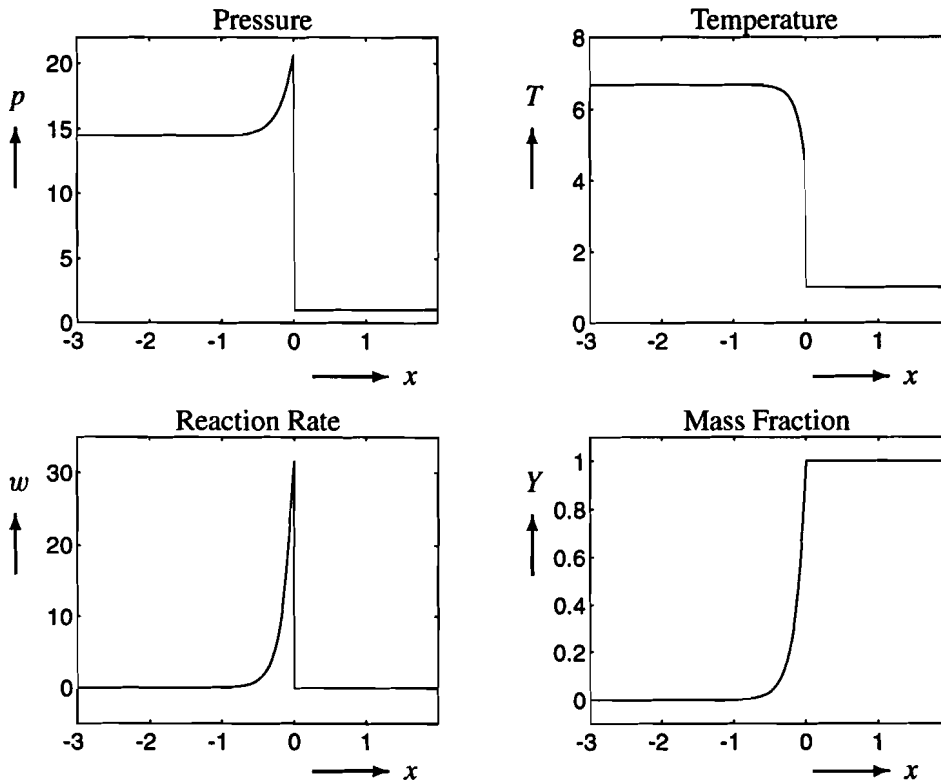 Pressure
p
20
15
10
5
0
-3 -2 -1 0 1
x
Temperature
T
8
6
4
2
0
-3 -2 -1 0 1
x
Reaction Rate
w
30
20
10
0
-3 -2 -1 0 1
x
Mass Fraction
Y
1
0.8
0.6
0.4
0.2
0
-3 -2 -1 0 1
x